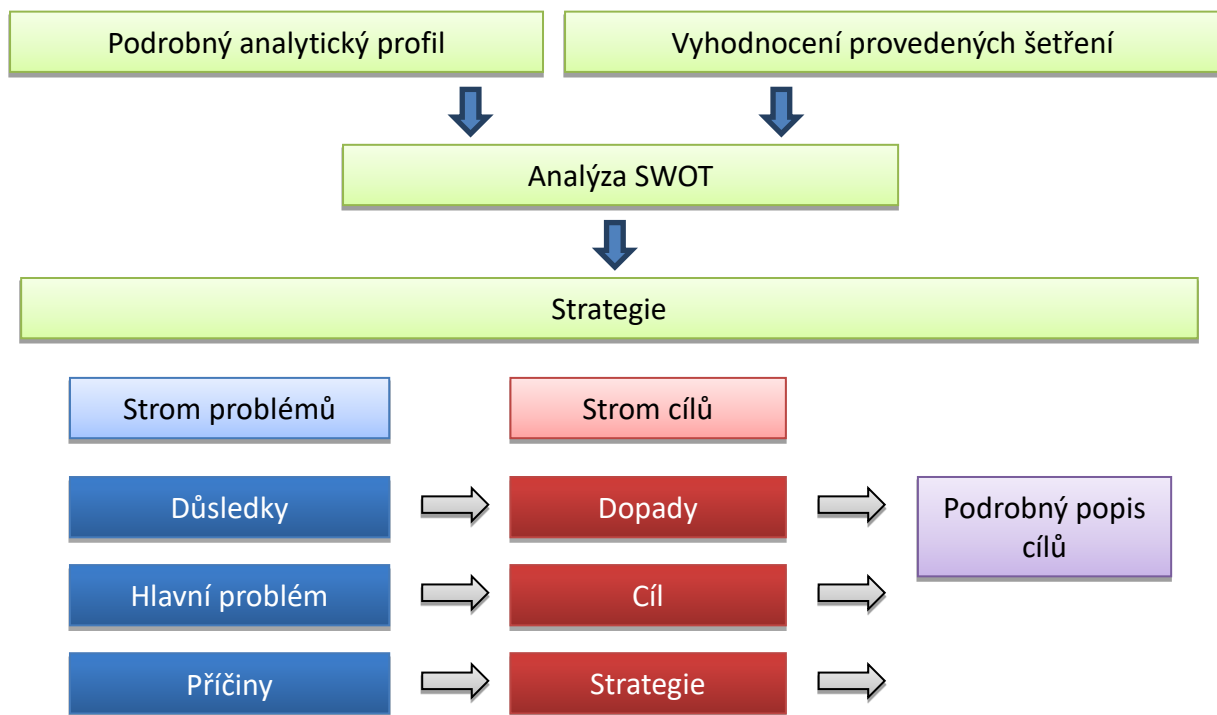 Podrobný analytický profil
Vyhodnocení provedených šetření
Analýza SWOT
Strategie
Strom problémů
Strom cílů
Důsledky
Dopady
Podrobný popis
cílů
Hlavní problém
Cíl
Příčiny
Strategie